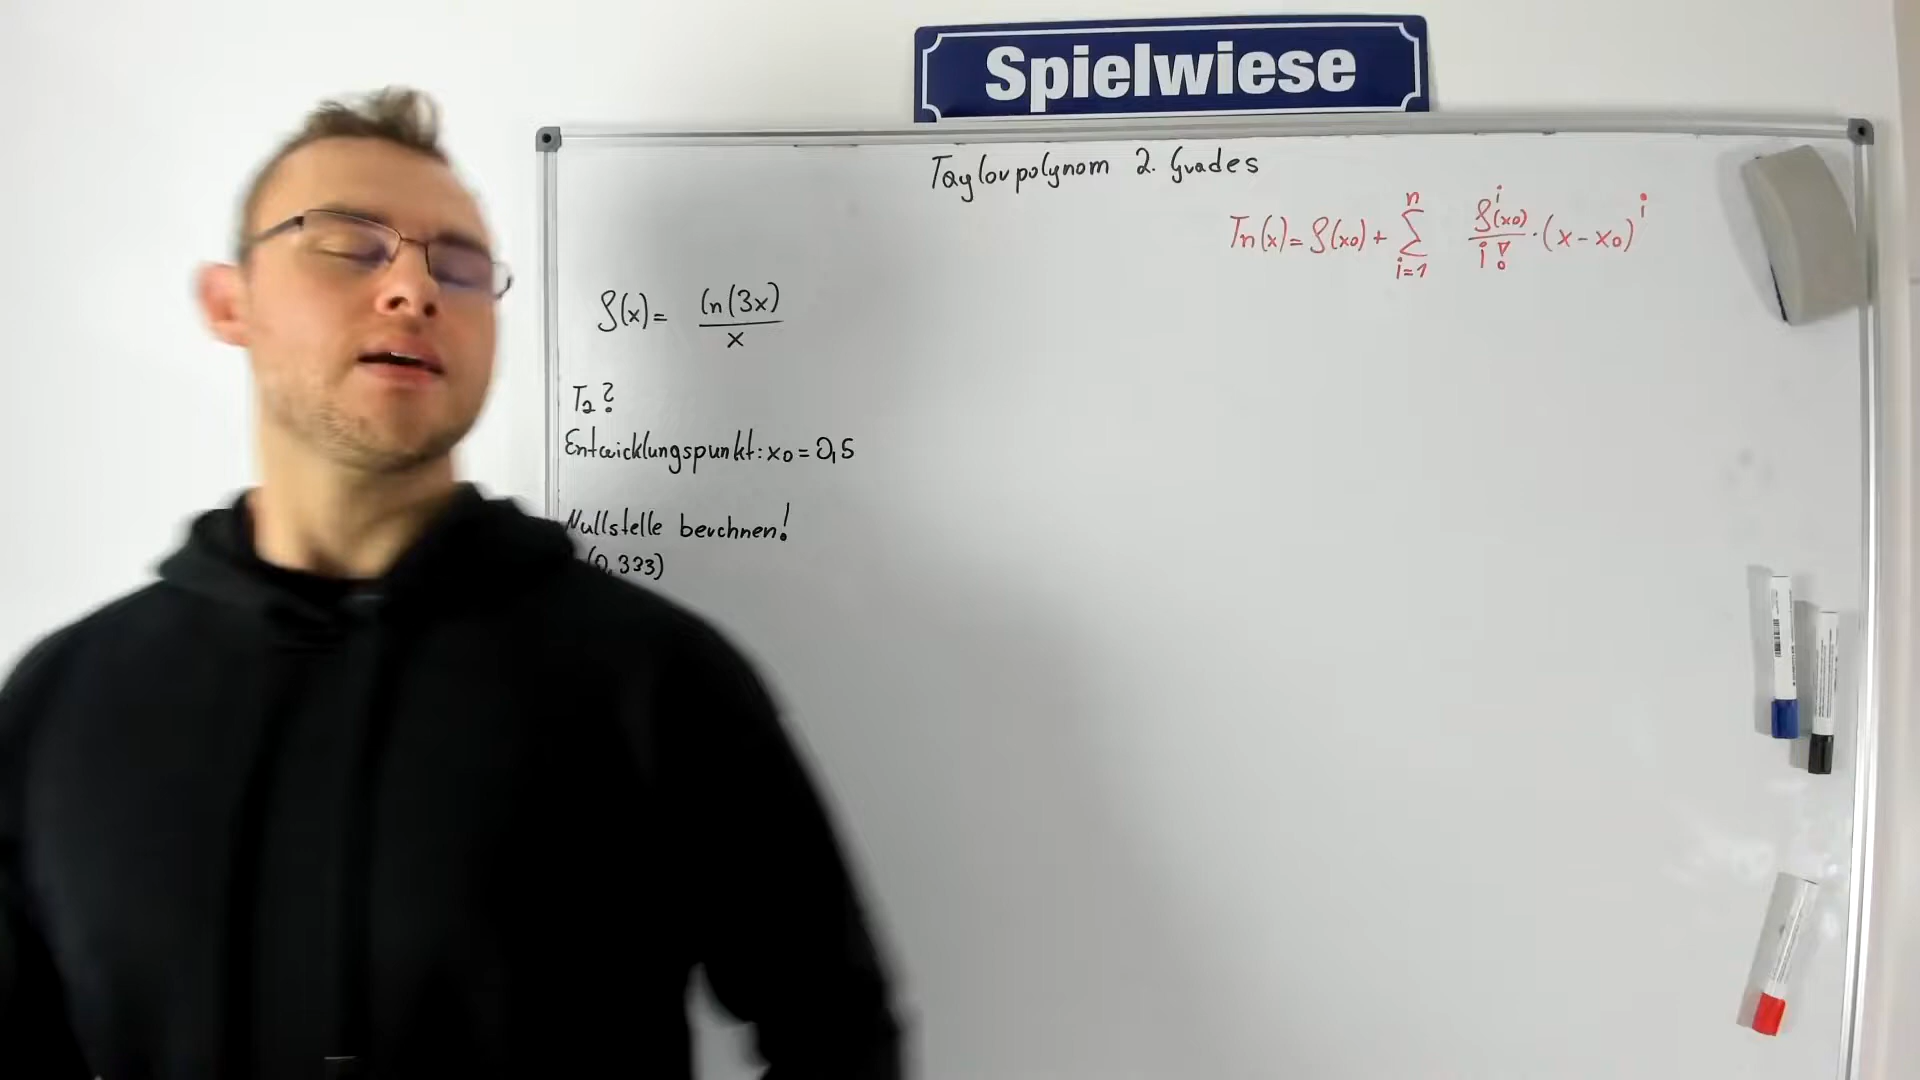 Spielwiese
Taylorpolynom 2. Grades
Tn(x) = f(x0) + n∑i=1 fⁱ(x0)/i! · (x - x0)ⁱ
f(x) = ln(3x)/x
T2?
Entwicklungspunkt: x0 = 0,5
Nullstelle berechnen!
(0,333)